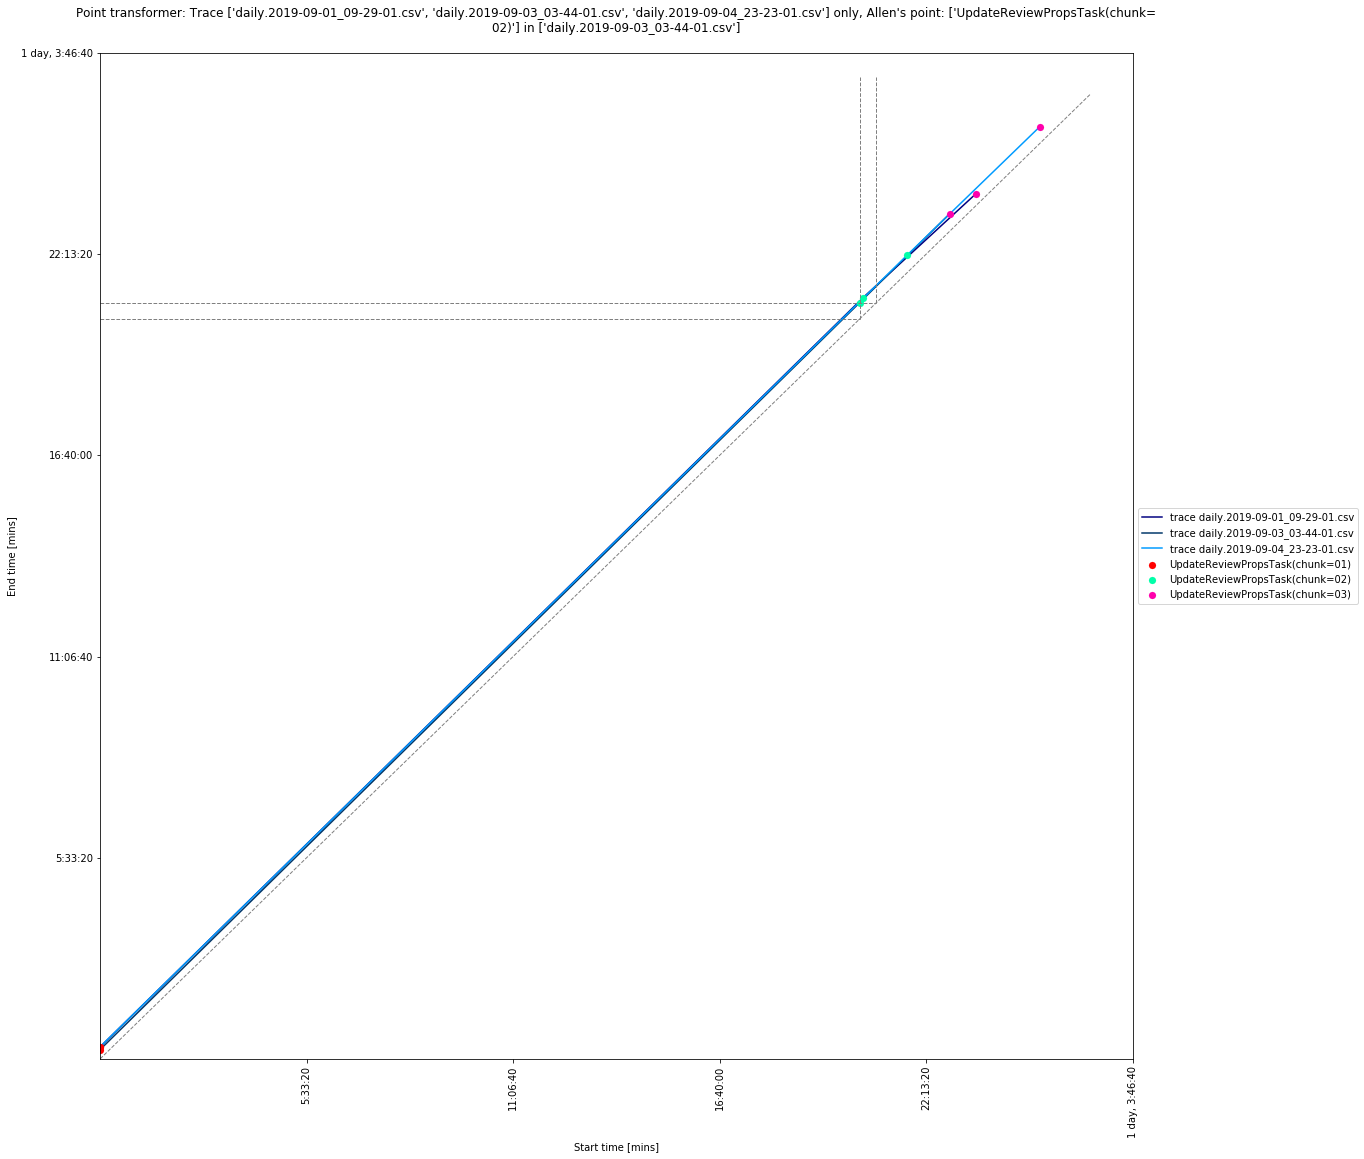 Point transformer: Trace ['daily.2019-09-01_09-29-01.csv', 'daily.2019-09-03_03-44-01.csv', 'daily.2019-09-04_23-23-01.csv'] only, Allen's point: ['UpdateReviewPropsTask(chunk=
02)'] in ['daily.2019-09-03_03-44-01.csv']
1 day, 3:46:40
22:13:20
16:40:00
11:06:40
5:33:20
End time [mins]
5:33:20
11:06:40
16:40:00
22:13:20
1 day, 3:46:40
Start time [mins]
trace daily.2019-09-01_09-29-01.csv
trace daily.2019-09-03_03-44-01.csv
trace daily.2019-09-04_23-23-01.csv
UpdateReviewPropsTask(chunk=01)
UpdateReviewPropsTask(chunk=02)
UpdateReviewPropsTask(chunk=03)